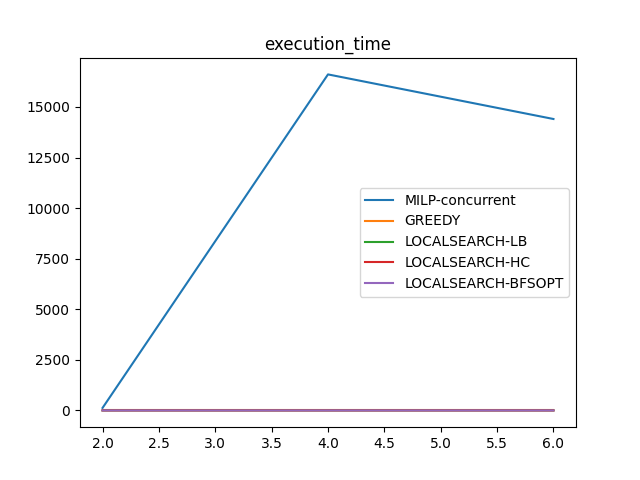 execution_time
15000
12500
10000
7500
5000
2500
0
MILP-concurrent
GREEDY
LOCALSEARCH-LB
LOCALSEARCH-HC
LOCALSEARCH-BFSOPT
2.0 2.5 3.0 3.5 4.0 4.5 5.0 5.5 6.0